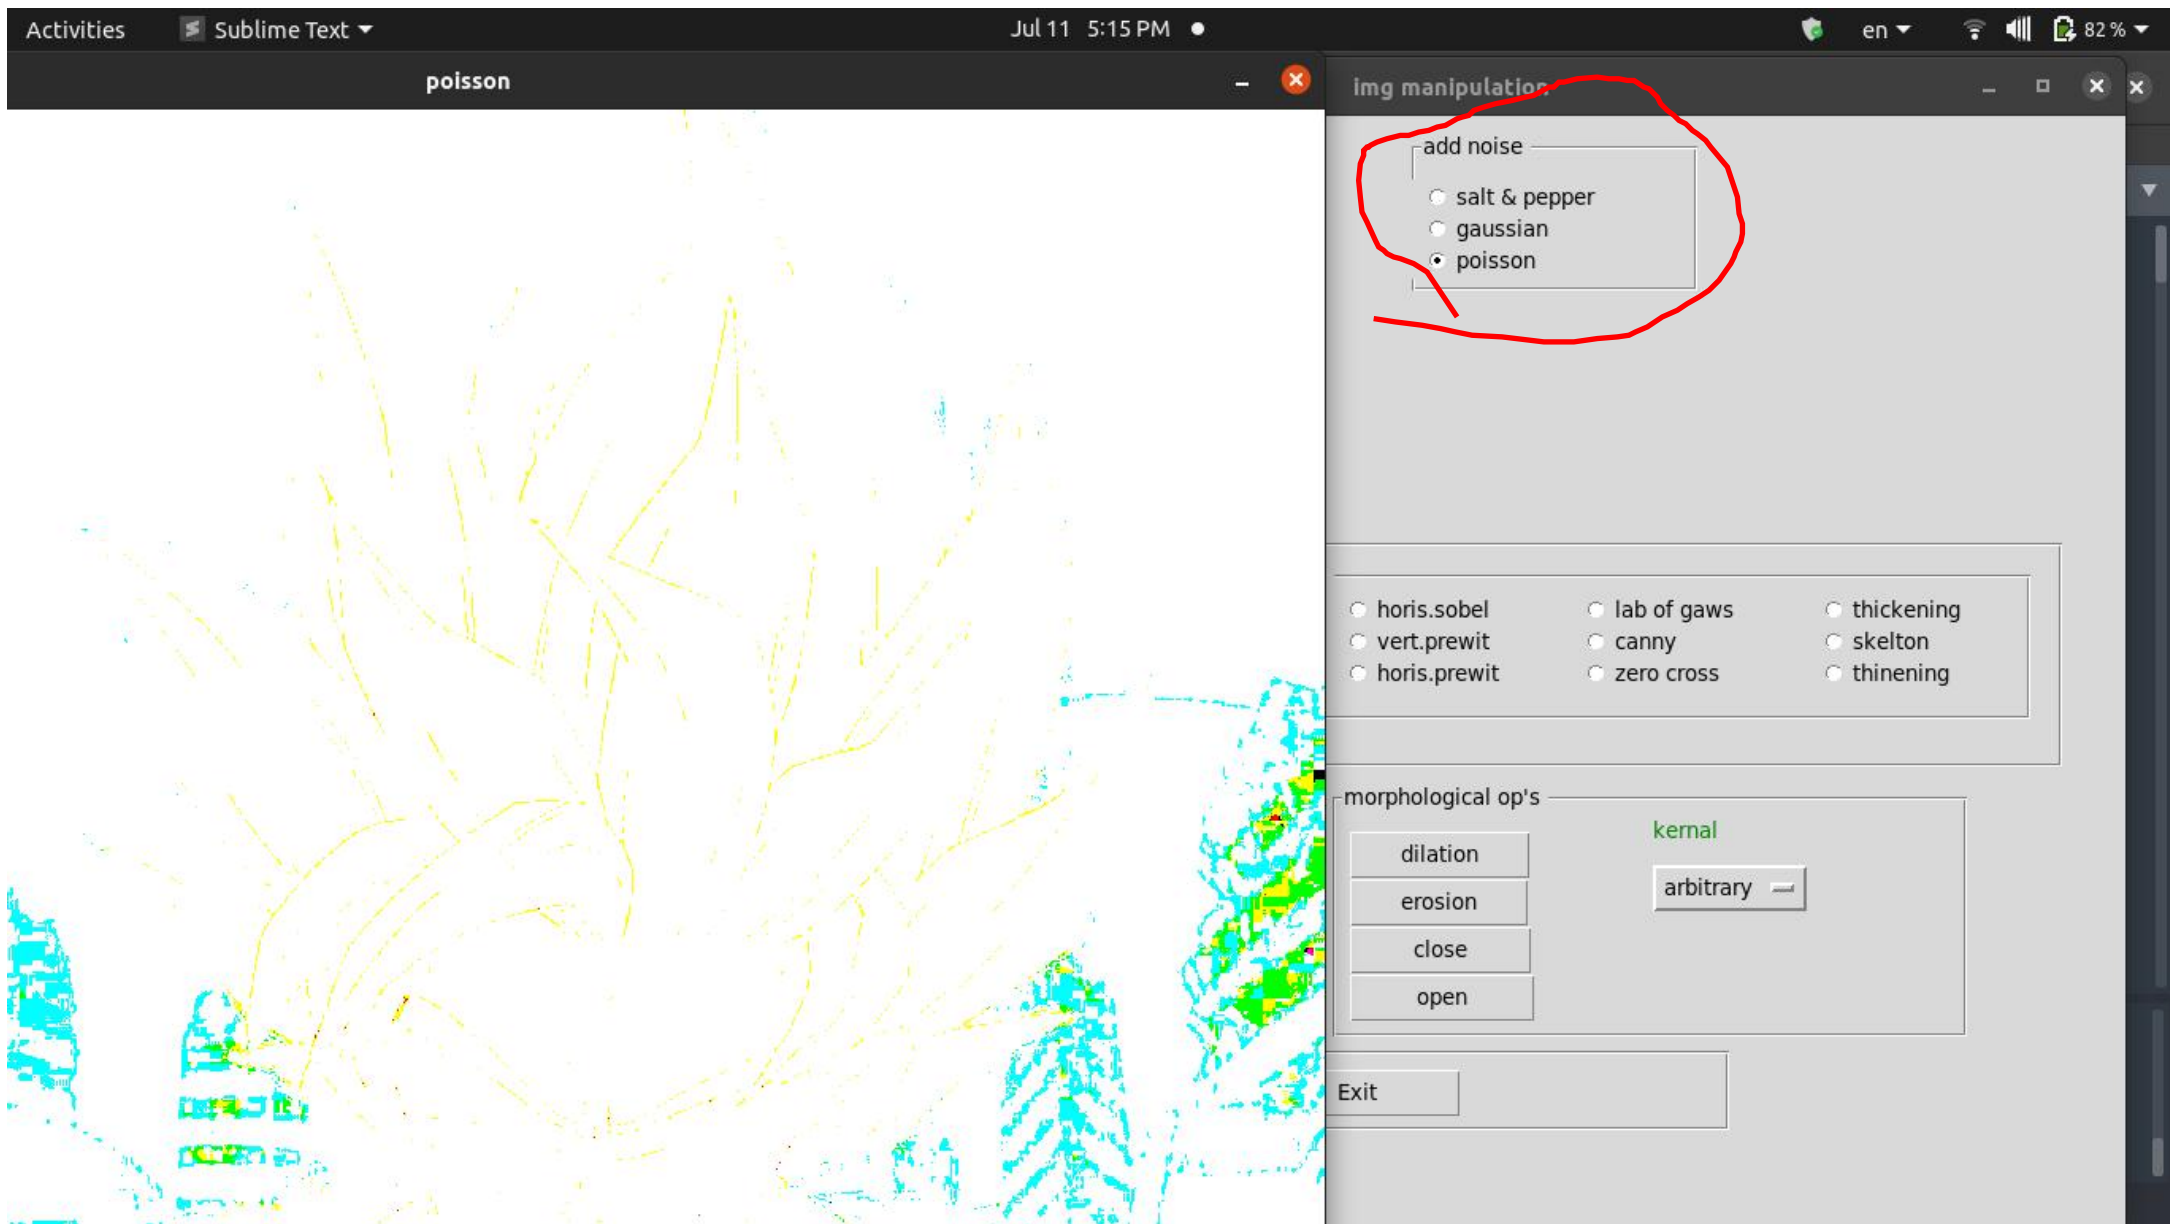 Activities Sublime Text Jul 11 5:15 PM en 82 %
poisson
img manipulation
add noise
salt & pepper
gaussian
poisson
horis.sobel lab of gaws thickening
vert.prewit canny skelton
horis.prewit zero cross thinening
morphological op's
kernal
dilation
arbitrary
erosion
close
open
Exit